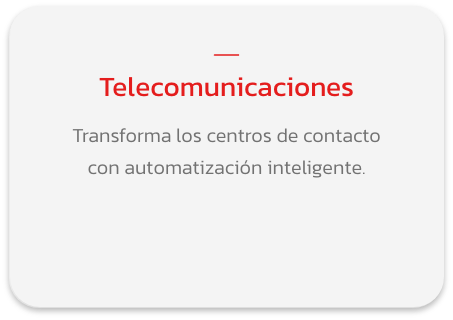 Telecomunicaciones
Transforma los centros de contacto
con automatización inteligente.